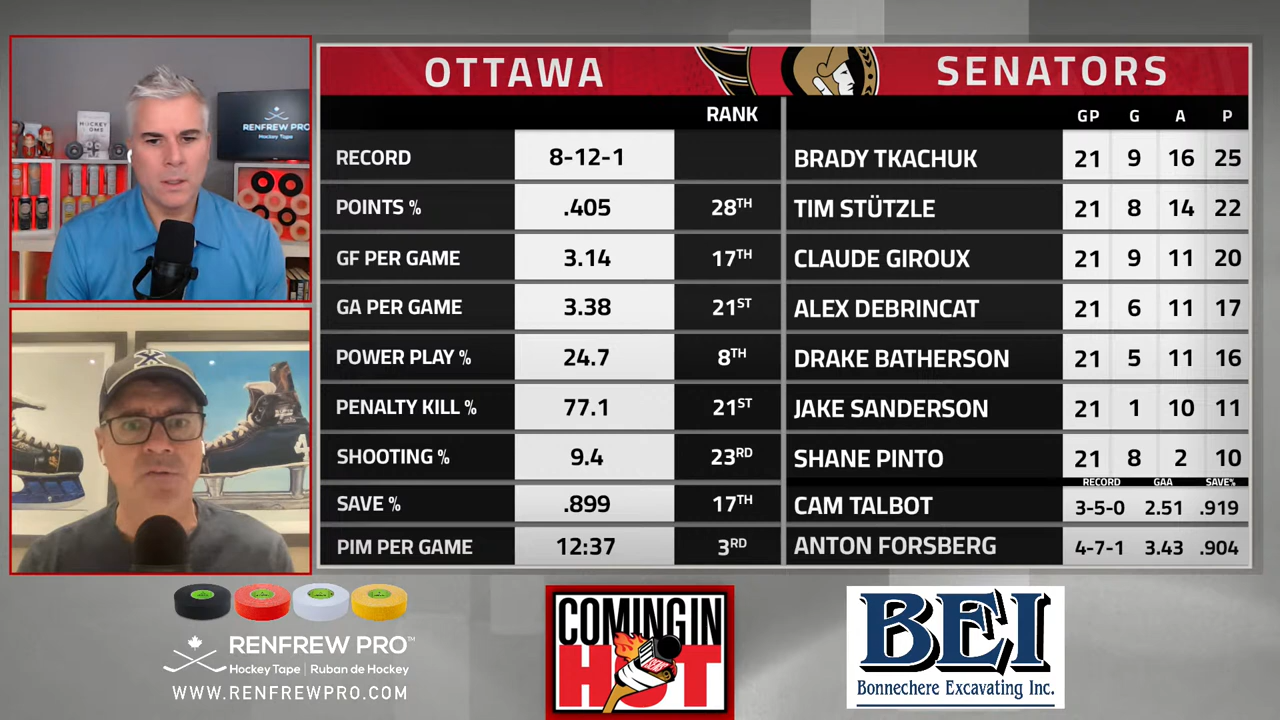 HOCKEY
RENFREW PRO
Hockey Tape
OTTAWA SENATORS
RANK GP G A P
RECORD 8-12-1 BRADY TKACHUK 21 9 16 25
POINTS % .405 28TH TIM STÜTZLE 21 8 14 22
GF PER GAME 3.14 17TH CLAUDE GIROUX 21 9 11 20
GA PER GAME 3.38 21ST ALEX DEBRINCAT 21 6 11 17
POWER PLAY % 24.7 8TH DRAKE BATHERSON 21 5 11 16
PENALTY KILL % 77.1 21ST JAKE SANDERSON 21 1 10 11
SHOOTING % 9.4 23RD SHANE PINTO 21 8 2 10
RECORD GAA SAVE%
SAVE % .899 17TH CAM TALBOT 3-5-0 2.51 .919
PIM PER GAME 12:37 3RD ANTON FORSBERG 4-7-1 3.43 .904
RENFREW PRO™
Hockey Tape | Ruban de Hockey
WWW.RENFREWPRO.COM
COMING IN
HOT
BEI
Bonnechere Excavating Inc.